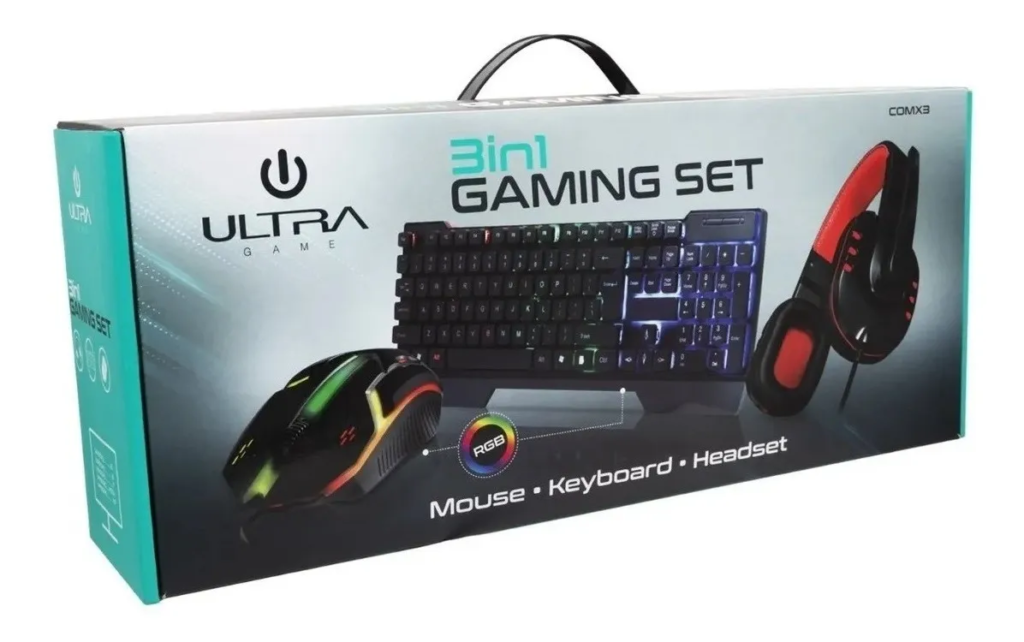 COMX3
3in1
GAMING SET
ULTRA
GAME
RGB
Mouse • Keyboard • Headset
ULTRA
3in1
GAMING SET